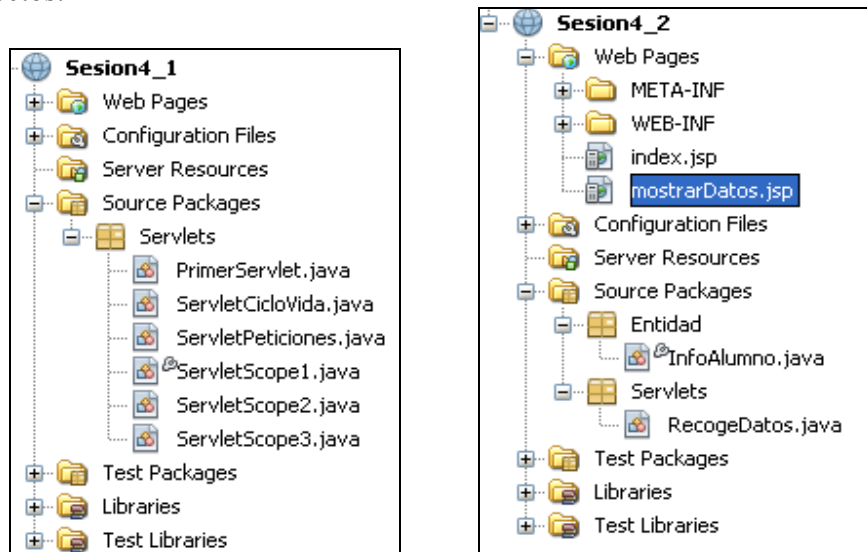 Sesion4_1
Web Pages
Configuration Files
Server Resources
Source Packages
Servlets
PrimerServlet.java
ServletCicloVida.java
ServletPeticiones.java
ServletScope1.java
ServletScope2.java
ServletScope3.java
Test Packages
Libraries
Test Libraries
Sesion4_2
Web Pages
META-INF
WEB-INF
index.jsp
mostrarDatos.jsp
Configuration Files
Server Resources
Source Packages
Entidad
InfoAlumno.java
Servlets
RecogeDatos.java
Test Packages
Libraries
Test Libraries